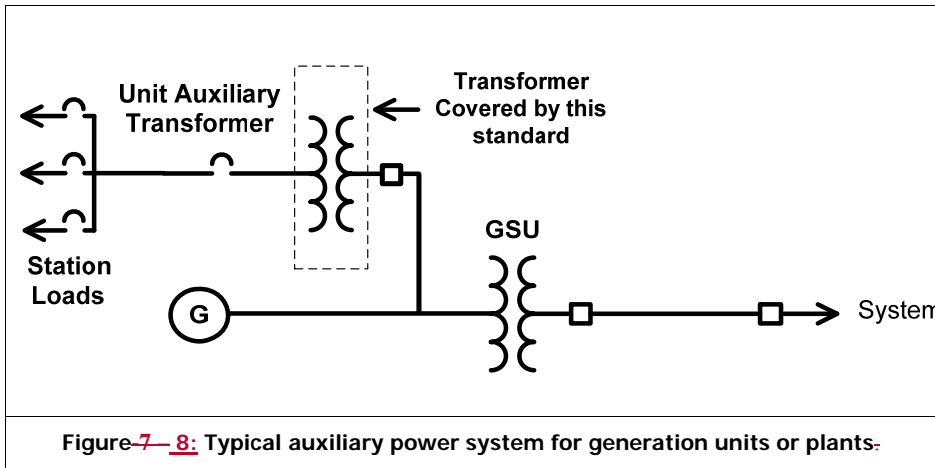 Unit Auxiliary
Transformer
Transformer
Covered by this
standard
GSU
Station
Loads
G
System
Figure 7 – 8: Typical auxiliary power system for generation units or plants.